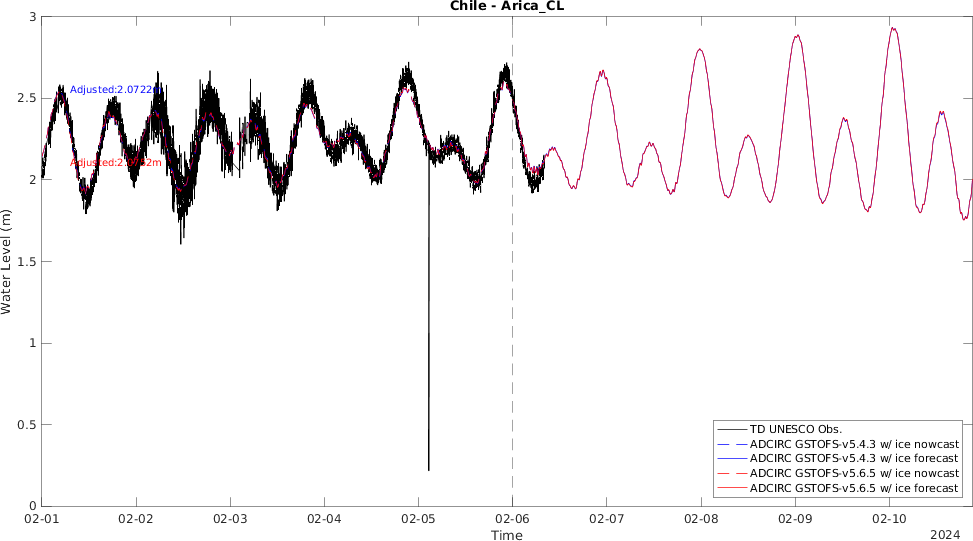 Chile - Arica_CL
Water Level (m)
3
2.5
2
1.5
1
0.5
0
Adjusted:2.0722m
02-01
02-02
02-03
02-04
02-05
02-06
02-07
02-08
02-09
02-10
Time
2024
TD UNESCO Obs.
ADCIRC GSTOFS-v5.4.3 w/ ice nowcast
ADCIRC GSTOFS-v5.4.3 w/ ice forecast
ADCIRC GSTOFS-v5.6.5 w/ ice nowcast
ADCIRC GSTOFS-v5.6.5 w/ ice forecast